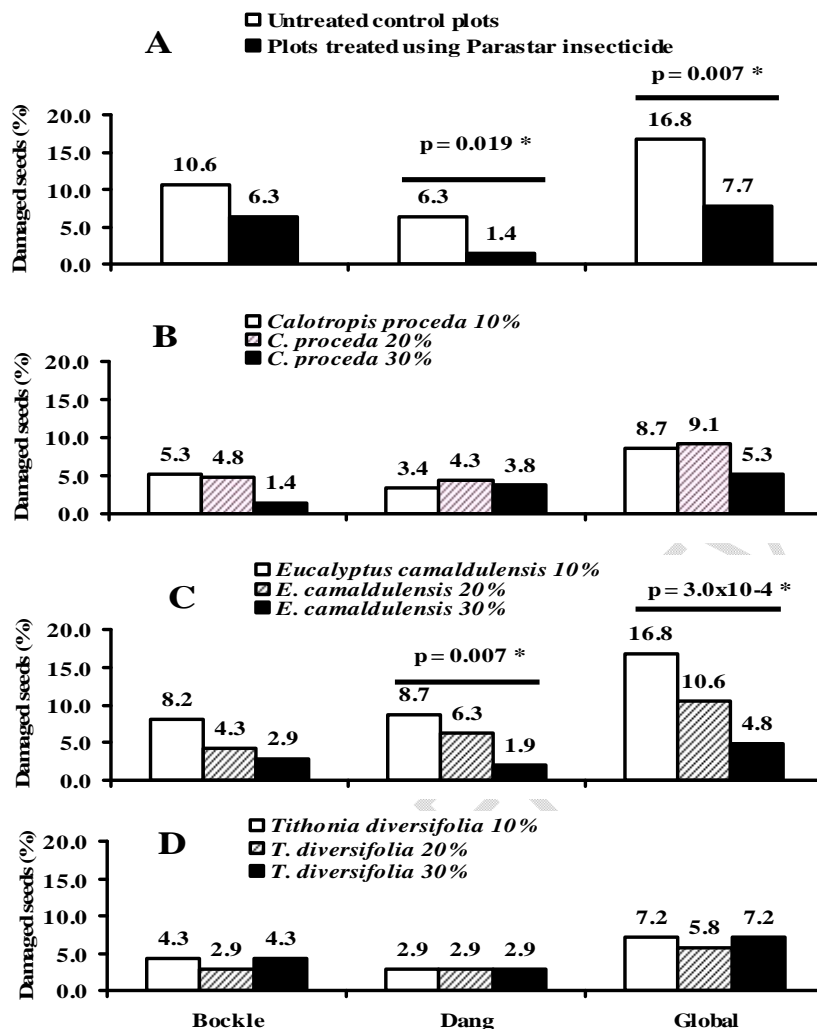 Untreated control plots
A
Plots treated using Parastar insecticide
p = 0.007 *
p = 0.019 *
Damaged seeds (%)
20.0
15.0
10.0
5.0
0.0
10.6
6.3
6.3
1.4
16.8
7.7
B
Calotropis proceda 10%
C. proceda 20%
C. proceda 30%
Damaged seeds (%)
20.0
15.0
10.0
5.0
0.0
5.3
4.8
1.4
3.4
4.3
3.8
8.7
9.1
5.3
C
Eucalyptus camaldulensis 10%
E. camaldulensis 20%
E. camaldulensis 30%
p = 3.0x10-4 *
p = 0.007 *
Damaged seeds (%)
20.0
15.0
10.0
5.0
0.0
8.2
4.3
2.9
8.7
6.3
1.9
16.8
10.6
4.8
D
Tithonia diversifolia 10%
T. diversifolia 20%
T. diversifolia 30%
Damaged seeds (%)
20.0
15.0
10.0
5.0
0.0
4.3
2.9
4.3
2.9
2.9
2.9
7.2
5.8
7.2
Bockle
Dang
Global